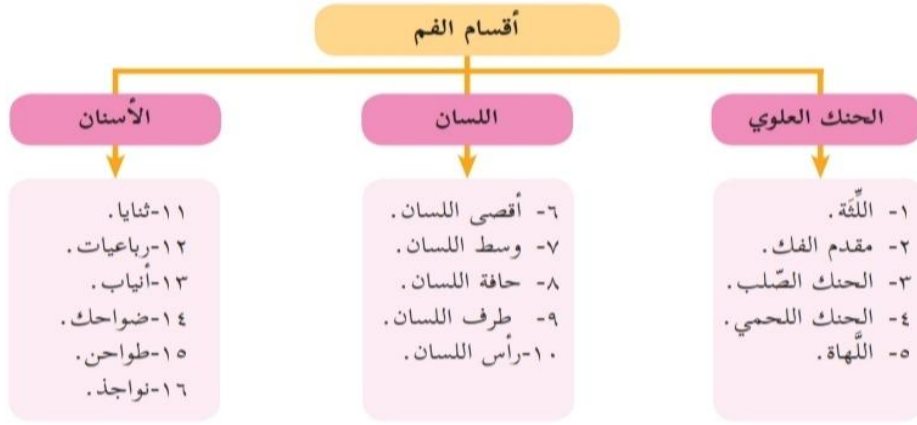 أقسام الفم
الحنك العلوي
١- اللِّثَة.
٢- مقدم الفك.
٣- الحنك الصّلب.
٤- الحنك اللحمي.
٥- اللَّهاة.
اللسان
٦- أقصى اللسان.
٧- وسط اللسان.
٨- حافة اللسان.
٩- طرف اللسان.
١٠-رأس اللسان.
الأسنان
١١-ثنايا.
١٢-رباعيات.
١٣-أنياب.
١٤-ضواحك.
١٥-طواحن.
١٦-نواجذ.